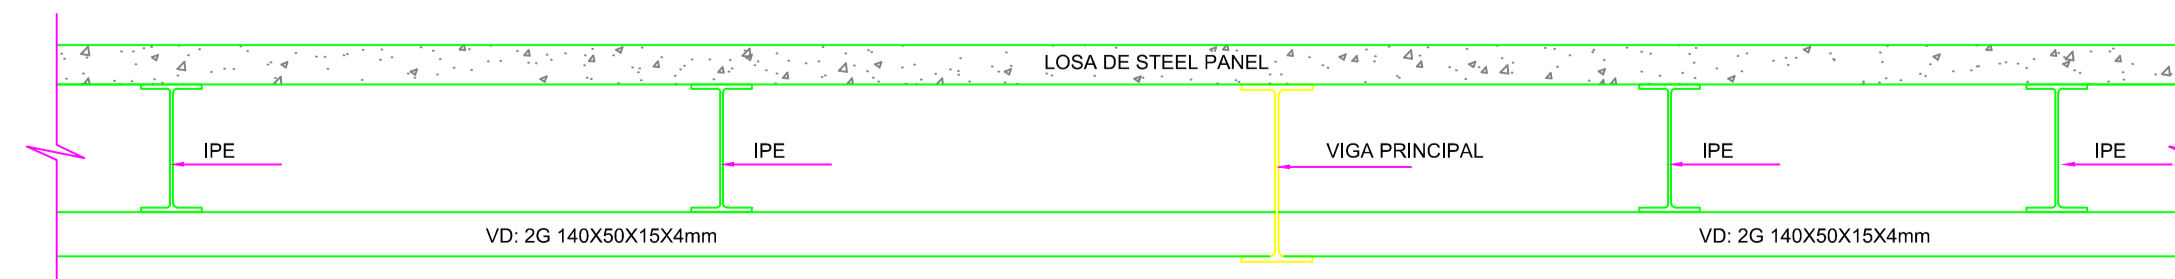 LOSA DE STEEL PANEL
IPE
IPE
VIGA PRINCIPAL
IPE
IPE
VD: 2G 140X50X15X4mm
VD: 2G 140X50X15X4mm